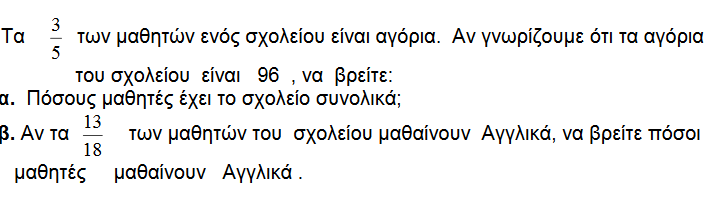 Τα 3/5 των μαθητών ενός σχολείου είναι αγόρια. Αν γνωρίζουμε ότι τα αγόρια
του σχολείου είναι 96 , να βρείτε:
α. Πόσους μαθητές έχει το σχολείο συνολικά;
β. Αν τα 13/18 των μαθητών του σχολείου μαθαίνουν Αγγλικά, να βρείτε πόσοι
μαθητές μαθαίνουν Αγγλικά .